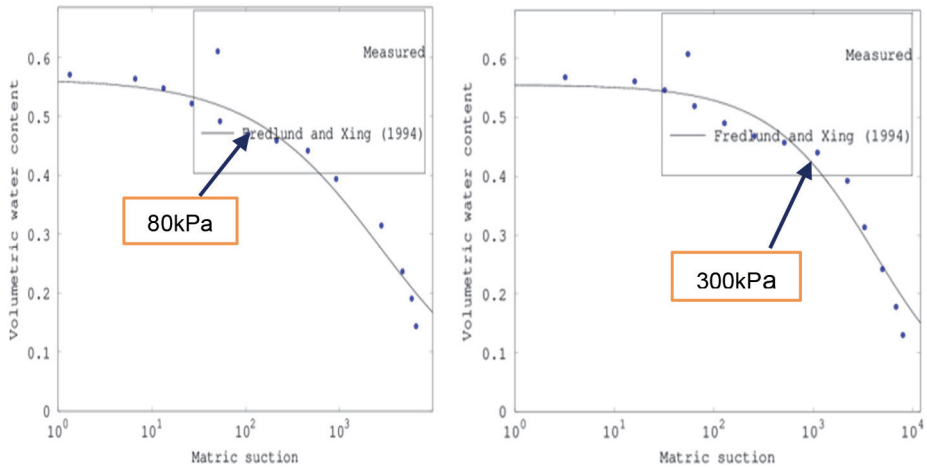 Volumetric water content
0.6
0.5
0.4
0.3
0.2
0.1
0
Measured
Fredlund and Xing (1994)
80kPa
10^0
10^1
10^2
10^3
Matric suction
Volumetric water content
0.6
0.5
0.4
0.3
0.2
0.1
0
Measured
Fredlund and Xing (1994)
300kPa
10^0
10^1
10^2
10^3
10^4
Matric suction